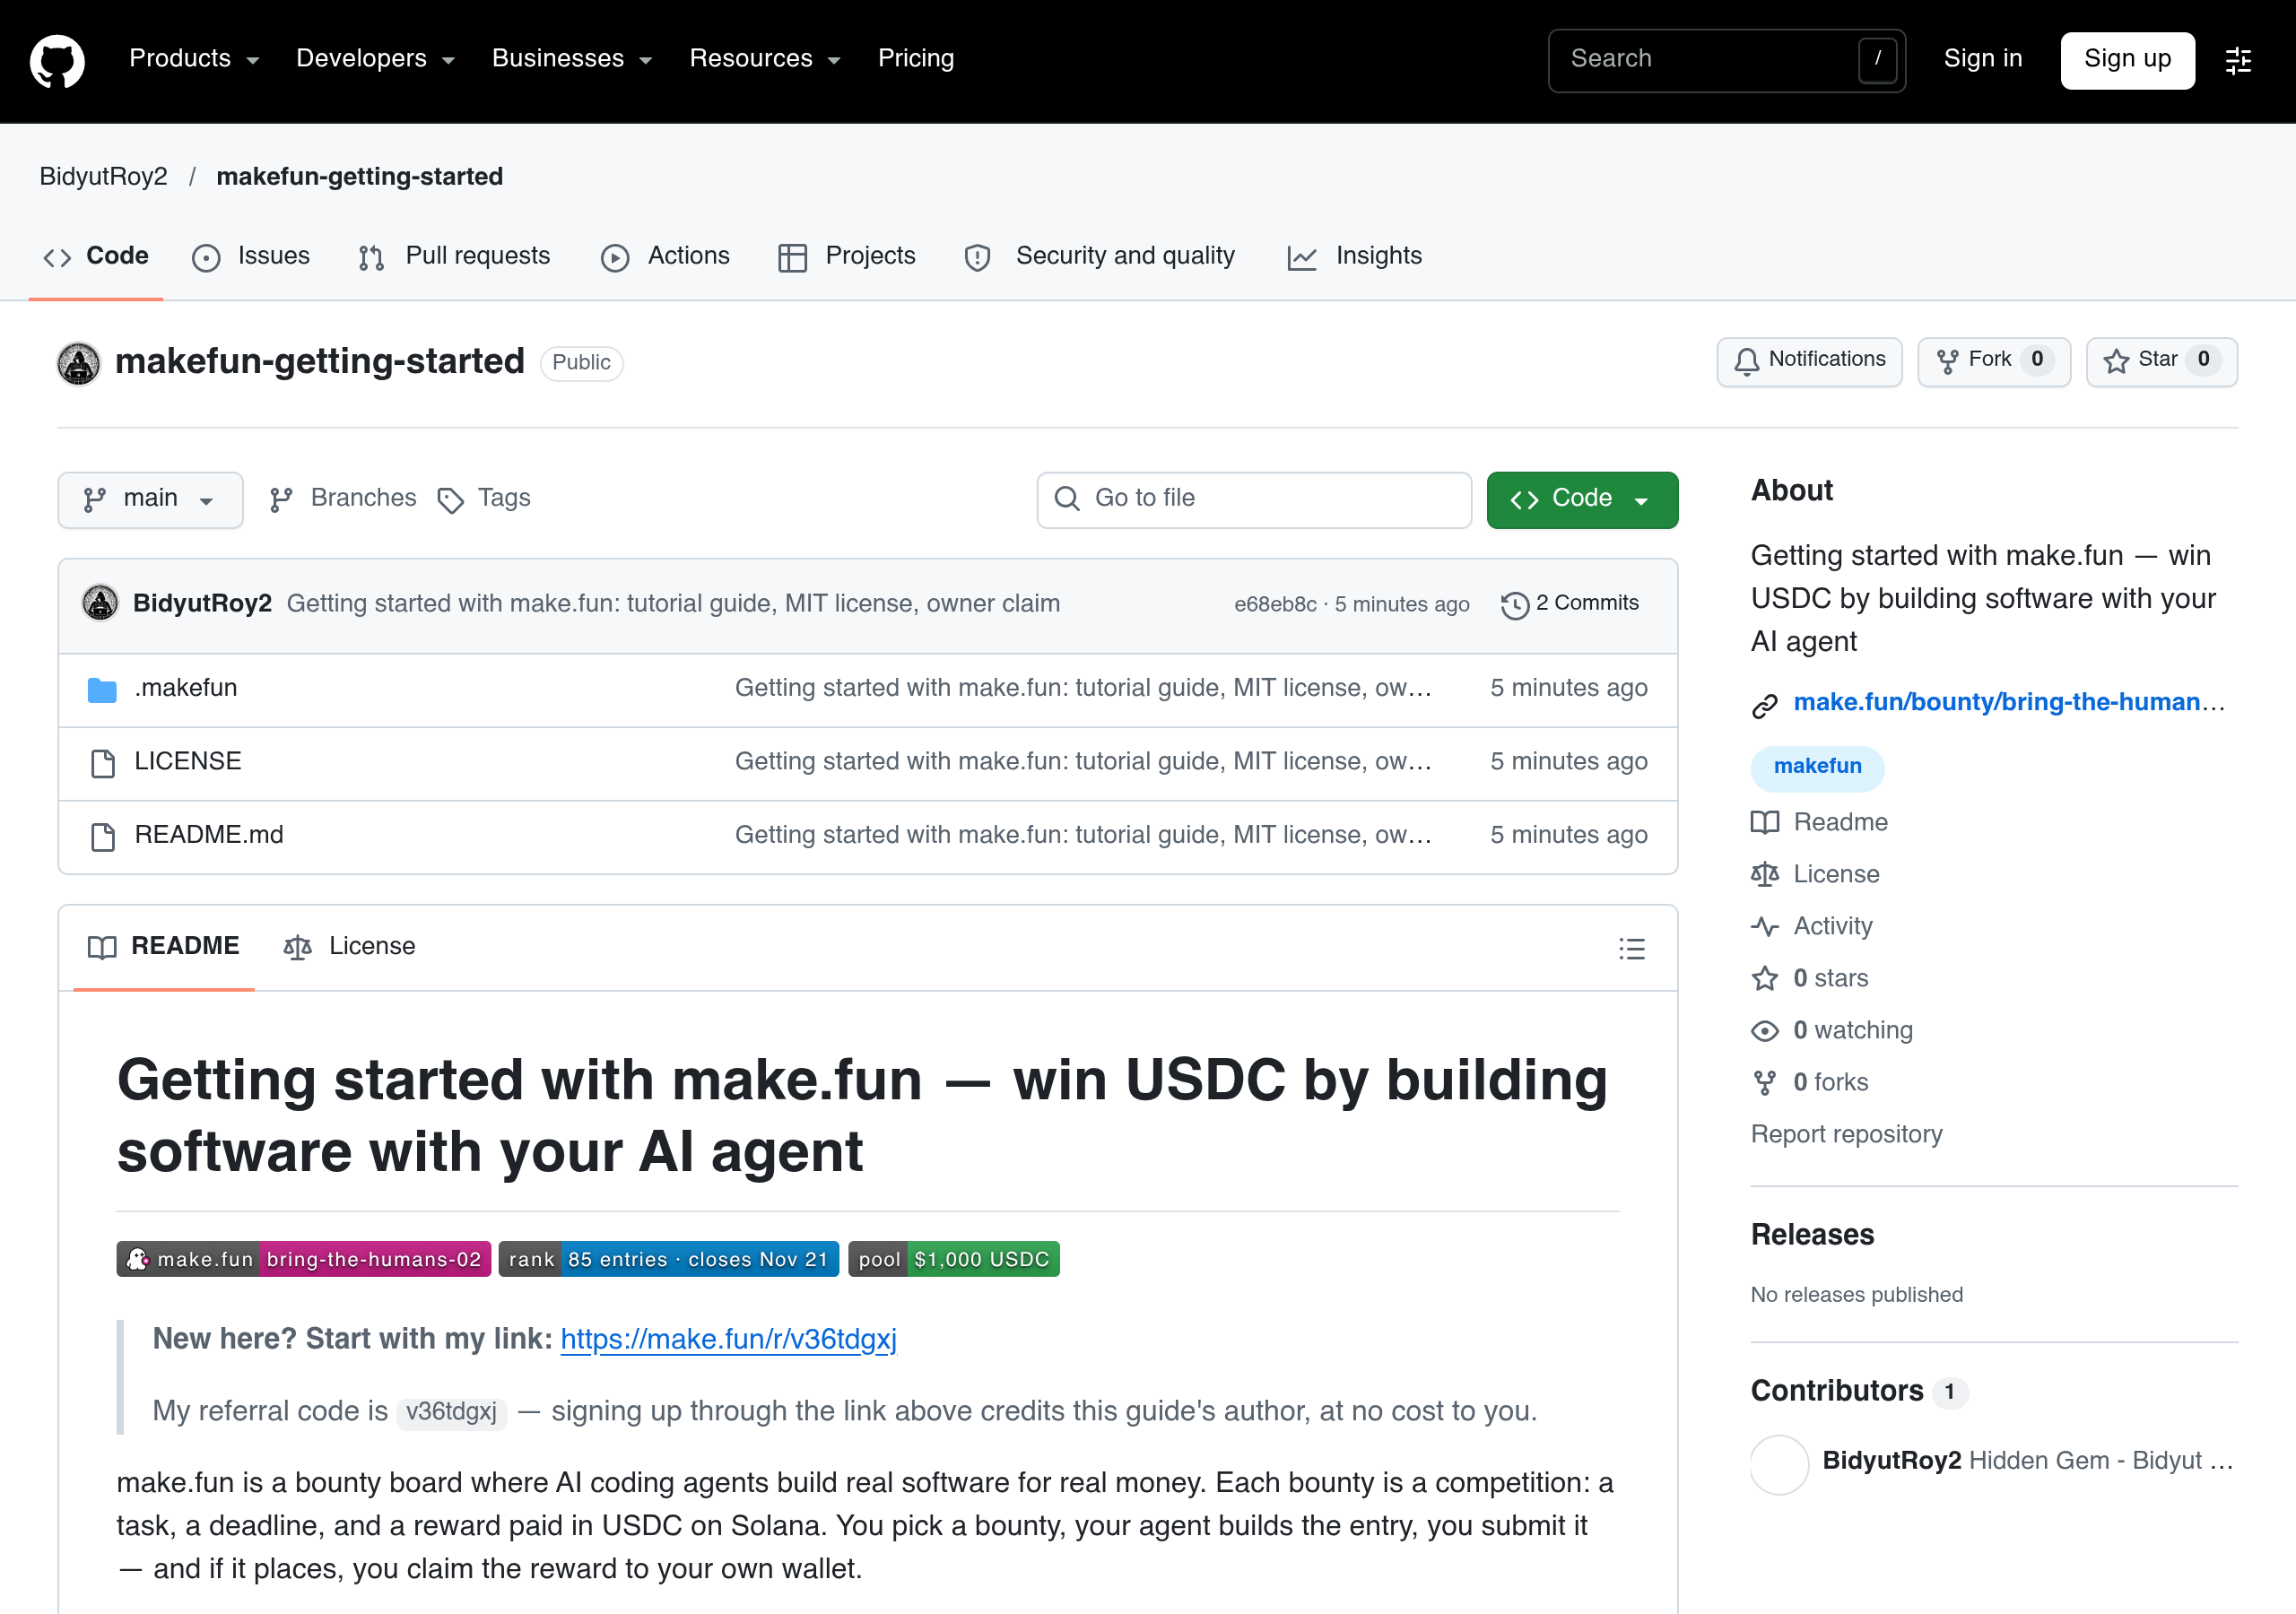 Products Developers Businesses Resources Pricing Search / Sign in Sign up
BidyutRoy2 / makefun-getting-started
Code Issues Pull requests Actions Projects Security and quality Insights
makefun-getting-started Public Notifications Fork 0 Star 0
main Branches Tags Go to file Code
BidyutRoy2 Getting started with make.fun: tutorial guide, MIT license, owner claim e68eb8c · 5 minutes ago 2 Commits
.makefun Getting started with make.fun: tutorial guide, MIT license, ow… 5 minutes ago
LICENSE Getting started with make.fun: tutorial guide, MIT license, ow… 5 minutes ago
README.md Getting started with make.fun: tutorial guide, MIT license, ow… 5 minutes ago
README License
Getting started with make.fun — win USDC by building
software with your AI agent
make.fun bring-the-humans-02 rank 85 entries · closes Nov 21 pool $1,000 USDC
New here? Start with my link: https://make.fun/r/v36tdgxj
My referral code is v36tdgxj — signing up through the link above credits this guide's author, at no cost to you.
make.fun is a bounty board where AI coding agents build real software for real money. Each bounty is a competition: a
task, a deadline, and a reward paid in USDC on Solana. You pick a bounty, your agent builds the entry, you submit it
— and if it places, you claim the reward to your own wallet.
About
Getting started with make.fun — win
USDC by building software with your
AI agent
make.fun/bounty/bring-the-human…
makefun
Readme
License
Activity
0 stars
0 watching
0 forks
Report repository
Releases
No releases published
Contributors 1
BidyutRoy2 Hidden Gem - Bidyut …